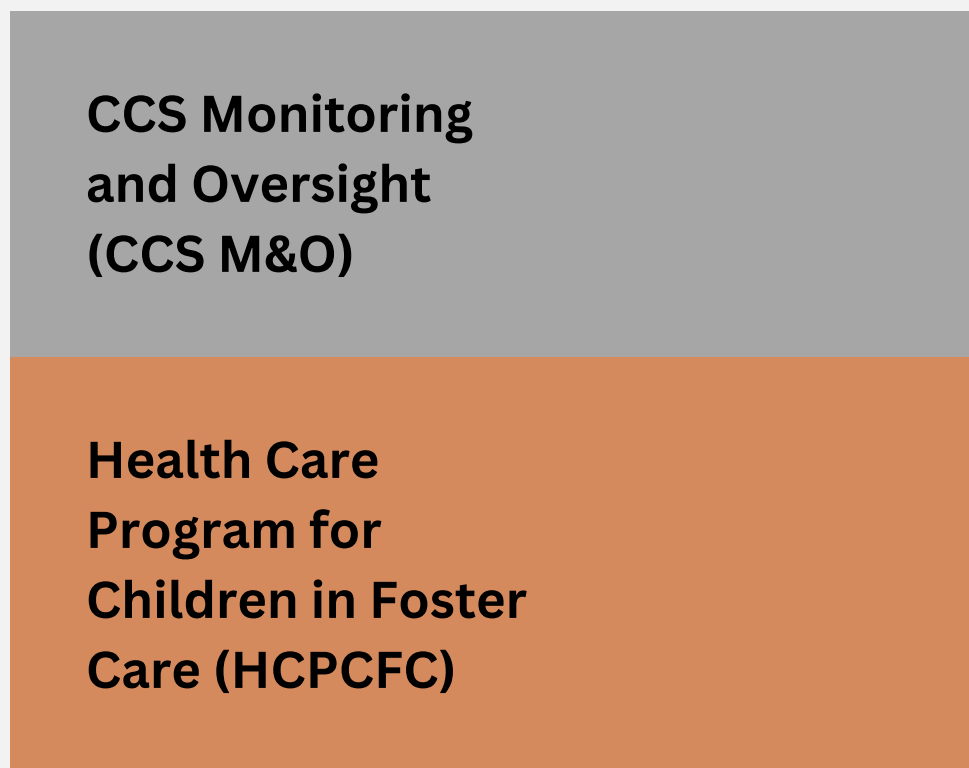 CCS Monitoring
and Oversight
(CCS M&O)
Health Care
Program for
Children in Foster
Care (HCPCFC)